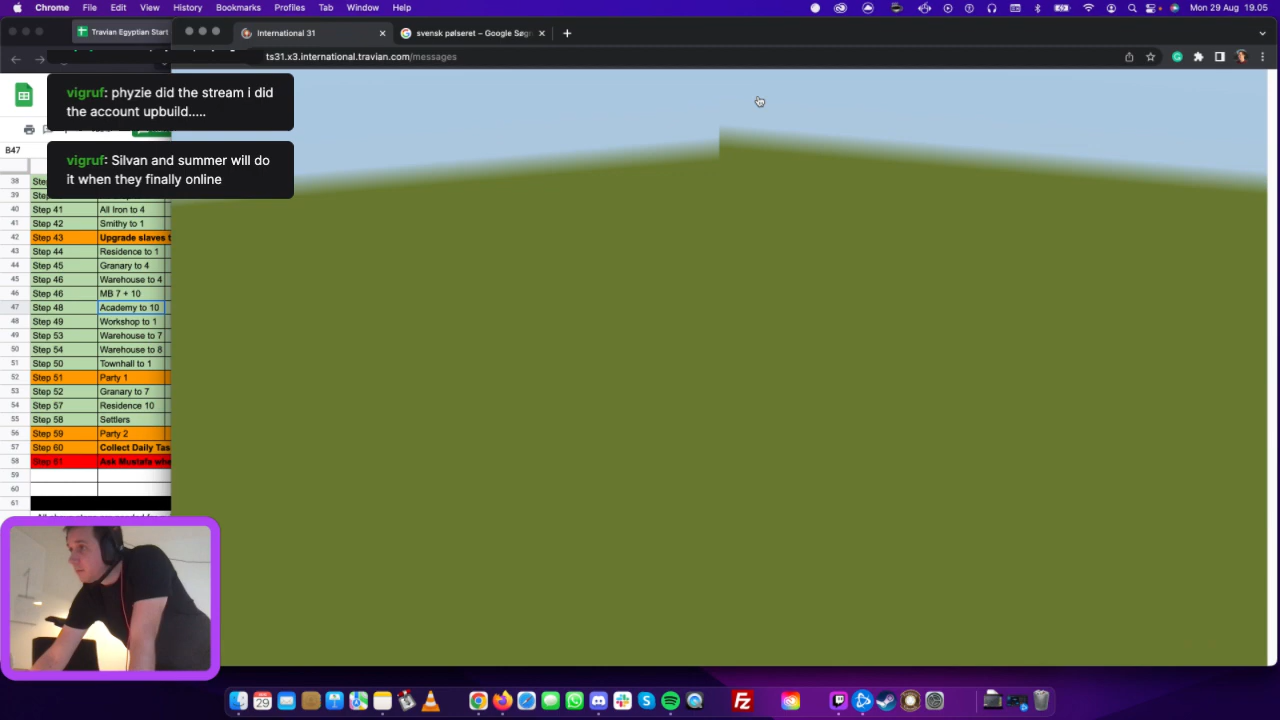 Chrome File Edit View History Bookmarks Profiles Tab Window Help Mon 29 Aug 19.05
Travian Egyptian Start International 31 svensk pølseret – Google Søgn
ts31.x3.international.travian.com/messages
vigruf: phyzie did the stream i did
the account upbuild.....
vigruf: Silvan and summer will do
it when they finally online
B47
38 Ste
39 Ste
40 Step 41 All Iron to 4
41 Step 42 Smithy to 1
42 Step 43 Upgrade slaves t
43 Step 44 Residence to 1
44 Step 45 Granary to 4
45 Step 46 Warehouse to 4
46 Step 46 MB 7 + 10
47 Step 48 Academy to 10
48 Step 49 Workshop to 1
49 Step 53 Warehouse to 7
50 Step 54 Warehouse to 8
51 Step 50 Townhall to 1
52 Step 51 Party 1
53 Step 52 Granary to 7
54 Step 57 Residence 10
55 Step 58 Settlers
56 Step 59 Party 2
57 Step 60 Collect Daily Tas
58 Step 61 Ask Mustafa who
59
60
61
29